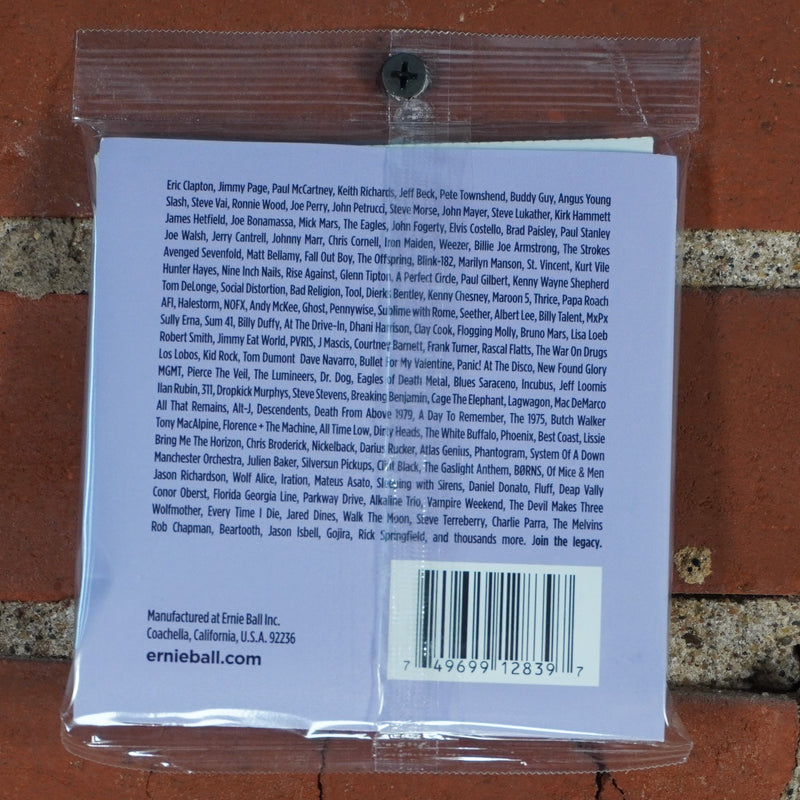 Eric Clapton, Jimmy Page, Paul McCartney, Keith Richards, Jeff Beck, Pete Townshend, Buddy Guy, Angus Young
Slash, Steve Vai, Ronnie Wood, Joe Perry, John Petrucci, Steve Morse, John Mayer, Steve Lukather, Kirk Hammett
James Hetfield, Joe Bonamassa, Mick Mars, The Eagles, John Fogerty, Elvis Costello, Brad Paisley, Paul Stanley
Joe Walsh, Jerry Cantrell, Johnny Marr, Chris Cornell, Iron Maiden, Weezer, Billie Joe Armstrong, The Strokes
Avenged Sevenfold, Matt Bellamy, Fall Out Boy, The Offspring, Blink-182, Marilyn Manson, St. Vincent, Kurt Vile
Hunter Hayes, Nine Inch Nails, Rise Against, Glenn Tipton, A Perfect Circle, Paul Gilbert, Kenny Wayne Shepherd
Tom DeLonge, Social Distortion, Bad Religion, Tool, Dierks Bentley, Kenny Chesney, Maroon 5, Thrice, Papa Roach
AFI, Halestorm, NOFX, Andy McKee, Ghost, Pennywise, Sublime with Rome, Seether, Albert Lee, Billy Talent, MxPx
Sully Erna, Sum 41, Billy Duffy, At The Drive-In, Dhani Harrison, Clay Cook, Flogging Molly, Bruno Mars, Lisa Loeb
Robert Smith, Jimmy Eat World, PVRIS, J Mascis, Courtney Barnett, Frank Turner, Rascal Flatts, The War On Drugs
Los Lobos, Kid Rock, Tom Dumont Dave Navarro, Bullet For My Valentine, Panic! At The Disco, New Found Glory
MGMT, Pierce The Veil, The Lumineers, Dr. Dog, Eagles of Death Metal, Blues Saraceno, Incubus, Jeff Loomis
Ilan Rubin, 311, Dropkick Murphys, Steve Stevens, Breaking Benjamin, Cage The Elephant, Lagwagon, Mac DeMarco
All That Remains, Alt-J, Descendents, Death From Above 1979, A Day To Remember, The 1975, Butch Walker
Tony MacAlpine, Florence + The Machine, All Time Low, Dirty Heads, The White Buffalo, Phoenix, Best Coast, Lissie
Bring Me The Horizon, Chris Broderick, Nickelback, Darius Rucker, Atlas Genius, Phantogram, System Of A Down
Manchester Orchestra, Julien Baker, Silversun Pickups, Clint Black, The Gaslight Anthem, BØRNS, Of Mice & Men
Jason Richardson, Wolf Alice, Iration, Mateus Asato, Sleeping with Sirens, Daniel Donato, Fluff, Deap Vally
Conor Oberst, Florida Georgia Line, Parkway Drive, Alkaline Trio, Vampire Weekend, The Devil Makes Three
Wolfmother, Every Time I Die, Jared Dines, Walk The Moon, Steve Terreberry, Charlie Parra, The Melvins
Rob Chapman, Beartooth, Jason Isbell, Gojira, Rick Springfield, and thousands more. Join the legacy.
Manufactured at Ernie Ball Inc.
Coachella, California, U.S.A. 92236
ernieball.com
7 49699 12839 7